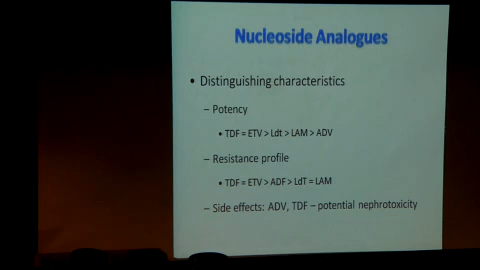 Nucleoside Analogues
• Distinguishing characteristics
– Potency
• TDF = ETV > Ldt > LAM > ADV
– Resistance profile
• TDF = ETV > ADF > LdT = LAM
– Side effects: ADV, TDF – potential nephrotoxicity